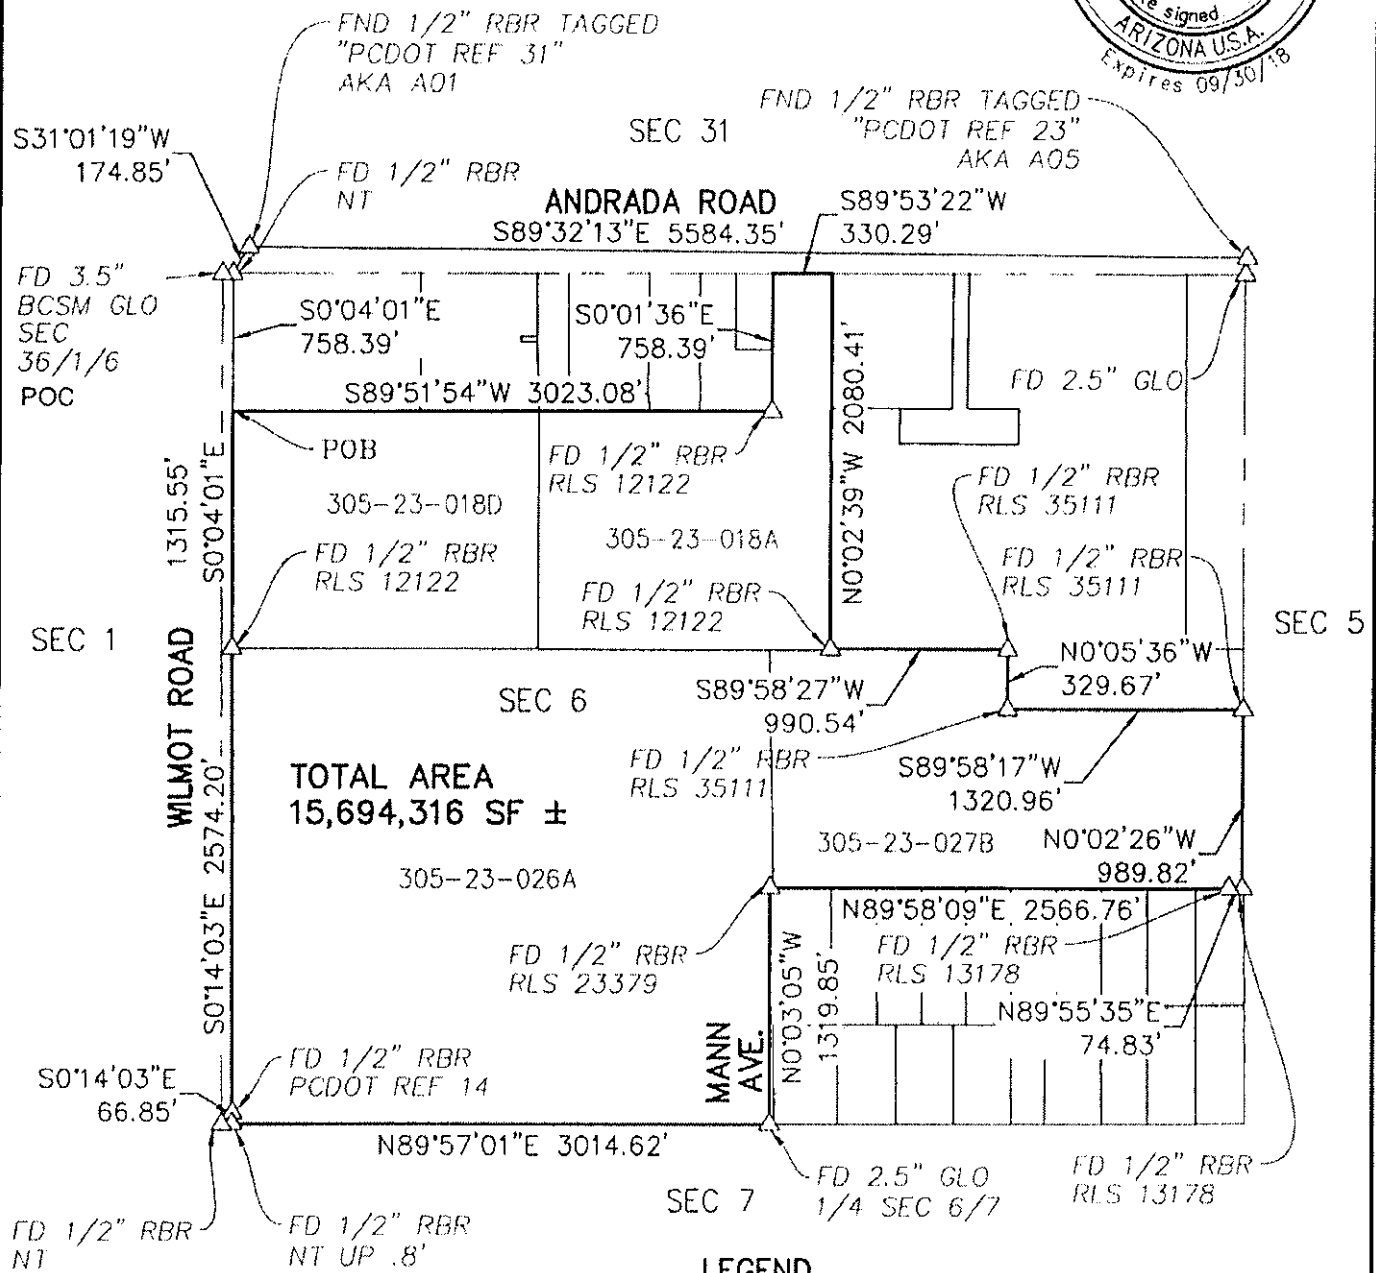 e signed
ARIZONA U.S.A.
Expires 09/30/18
FND 1/2" RBR TAGGED
"PCDOT REF 31"
AKA A01
FND 1/2" RBR TAGGED
"PCDOT REF 23"
AKA A05
SEC 31
S31°01'19"W
174.85'
FD 1/2" RBR
NT
ANDRADA ROAD
S89°32'13"E 5584.35'
S89°53'22"W
330.29'
FD 3.5"
BCSM GLO
SEC
36/1/6
POC
S0°04'01"E
758.39'
S0°01'36"E
758.39'
S89°51'54"W 3023.08'
N0°02'39"W 2080.41'
FD 2.5" GLO
POB
1315.55'
S0°04'01"E
305-23-018D
FD 1/2" RBR
RLS 12122
305-23-018A
FD 1/2" RBR
RLS 35111
FD 1/2" RBR
RLS 12122
FD 1/2" RBR
RLS 12122
FD 1/2" RBR
RLS 35111
SEC 1
SEC 5
SEC 6
S89°58'27"W
990.54'
N0°05'36"W
329.67'
WILMOT ROAD
S0°14'03"E 2574.20'
TOTAL AREA
15,694,316 SF ±
FD 1/2" RBR
RLS 35111
S89°58'17"W
1320.96'
305-23-027B
N0°02'26"W
989.82'
305-23-026A
N89°58'09"E 2566.76'
FD 1/2" RBR
RLS 23379
FD 1/2" RBR
RLS 13178
MANN
AVE.
N0°03'05"W
1319.85'
N89°55'35"E
74.83'
S0°14'03"E
66.85'
FD 1/2" RBR
PCDOT REF 14
N89°57'01"E 3014.62'
FD 2.5" GLO
1/4 SEC 6/7
FD 1/2" RBR
RLS 13178
SEC 7
FD 1/2" RBR
NT
FD 1/2" RBR
NT UP .8'
LEGEND